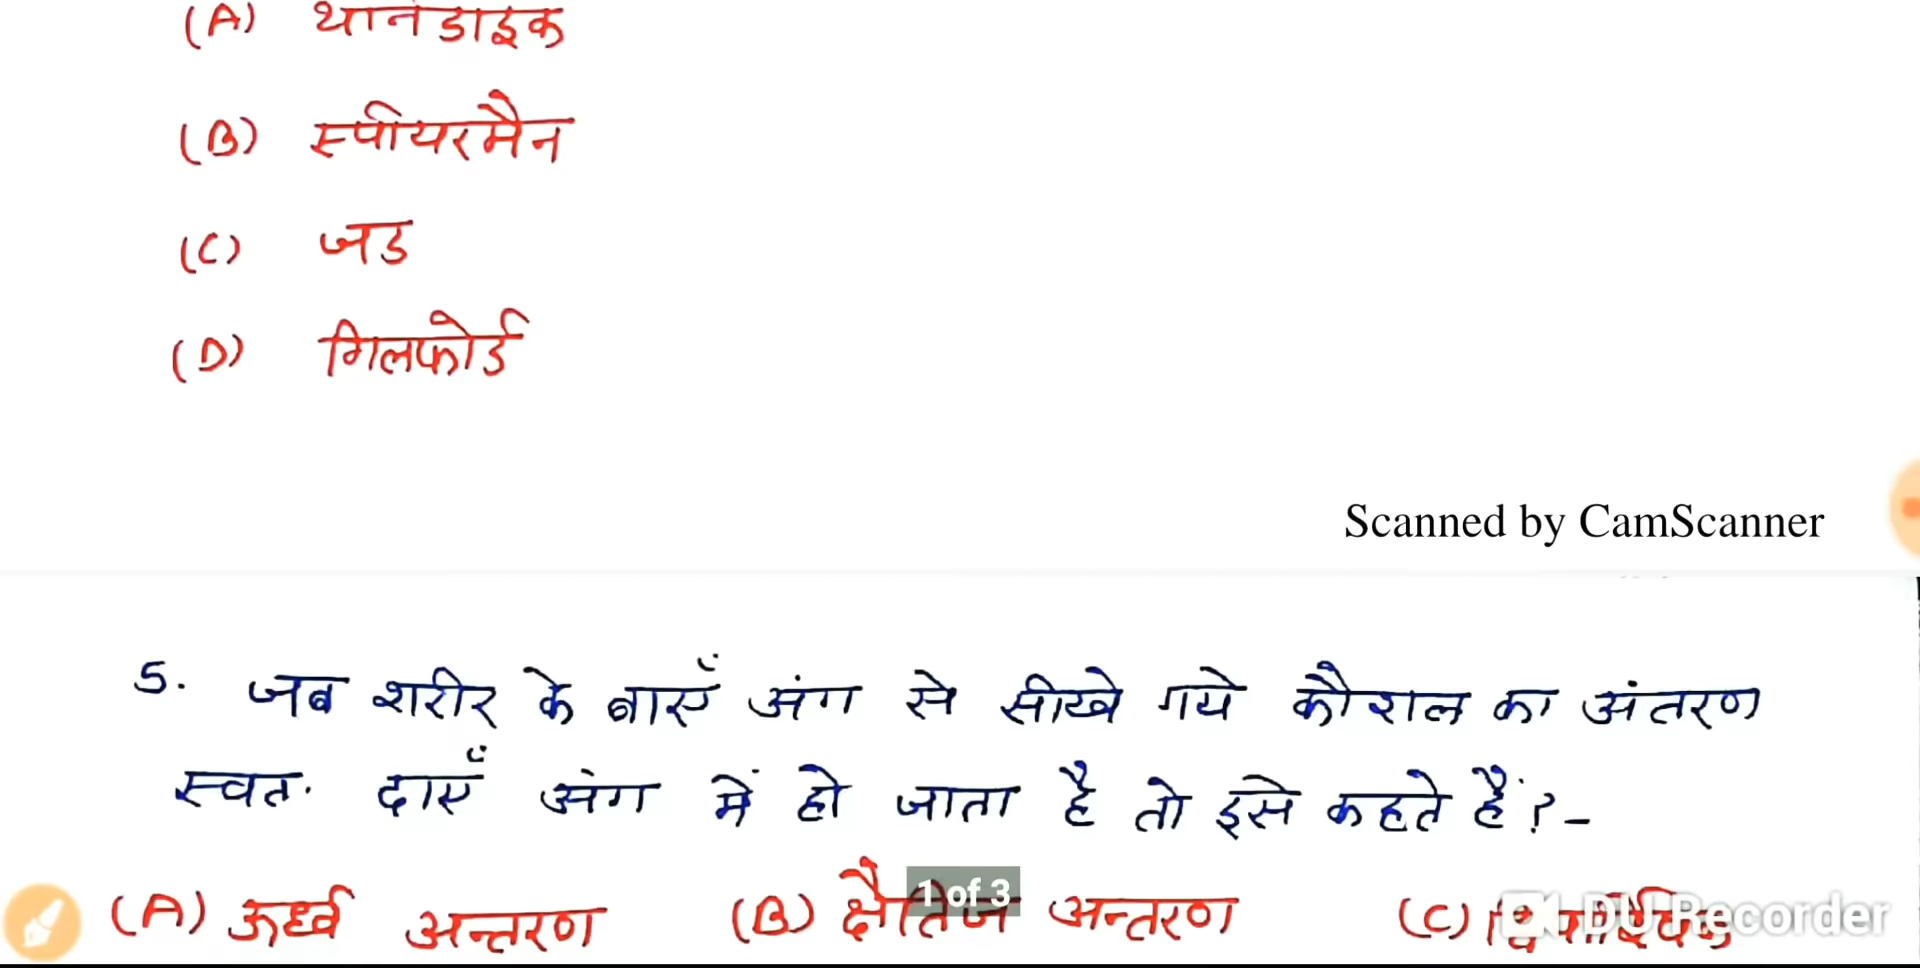 (A) थानडाइक
(B) स्पीयरमैन
(C) जड
(D) गिलफोर्ड
Scanned by CamScanner
5. जब शरीर के बाएँ अंग से सीखे गये कौशल का अंतरण
स्वत. दाएँ अंग में हो जाता है तो इसे कहते हैं ? -
(A) ऊर्ध्व अन्तरण (B) क्षैतिज अन्तरण (C) द्विपार्श्विक
1 of 3
DU Recorder